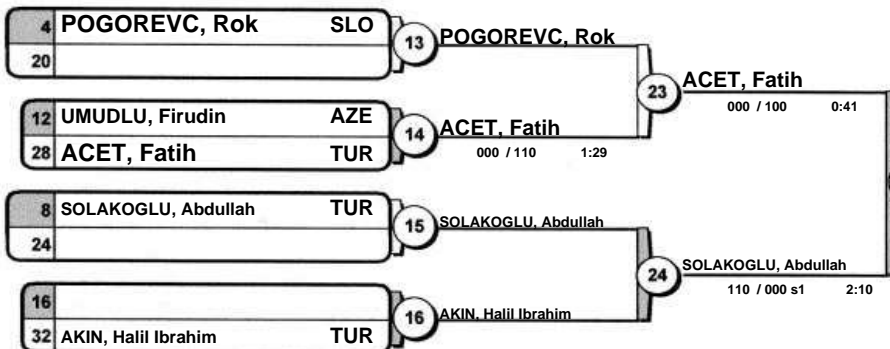 4 POGOREVC, Rok SLO
20
13 POGOREVC, Rok
12 UMUDLU, Firudin AZE
28 ACET, Fatih TUR
14 ACET, Fatih
000 / 110 1:29
23 ACET, Fatih
000 / 100 0:41
8 SOLAKOGLU, Abdullah TUR
24
15 SOLAKOGLU, Abdullah
16
32 AKIN, Halil Ibrahim TUR
16 AKIN, Halil Ibrahim
24 SOLAKOGLU, Abdullah
110 / 000 s1 2:10